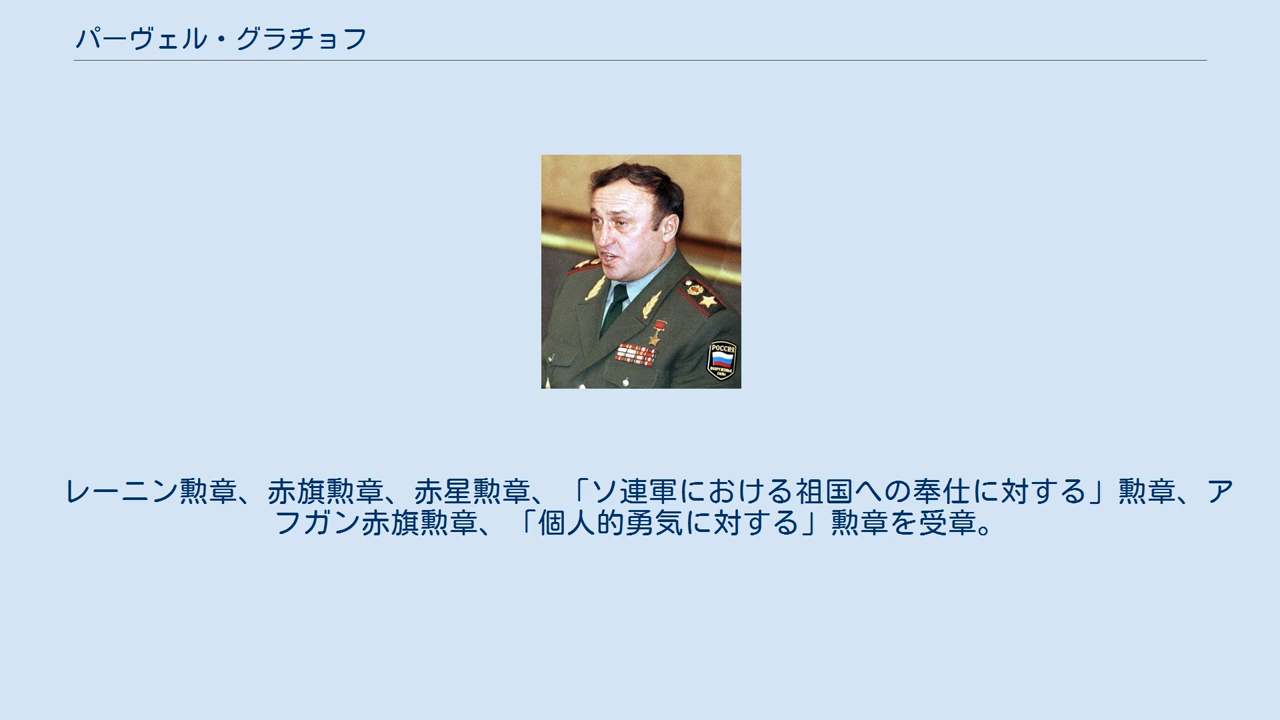 パーヴェル・グラチョフ
РОССИЯ
レーニン勲章、赤旗勲章、赤星勲章、「ソ連軍における祖国への奉仕に対する」勲章、ア
フガン赤旗勲章、「個人的勇気に対する」勲章を受章。